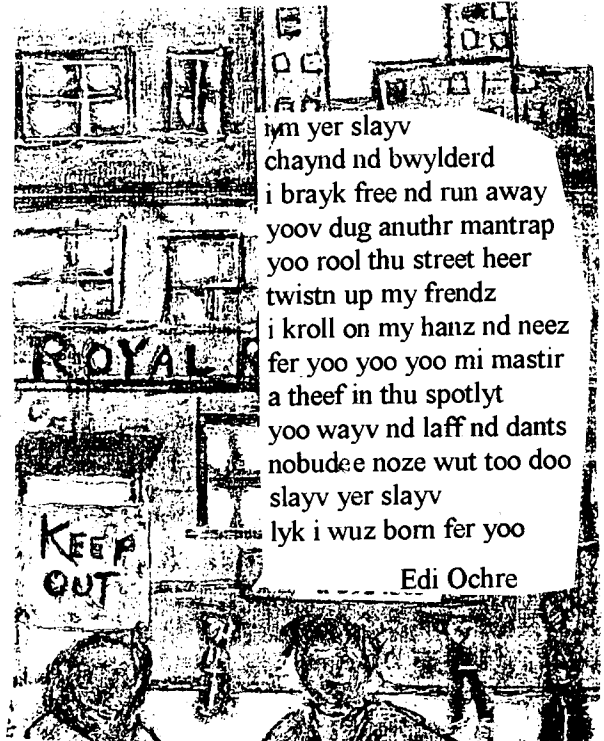 im yer slayv
chaynd nd bwylderd
i brayk free nd run away
yoov dug anuthr mantrap
yoo rool thu street heer
twistn up my frendz
i kroll on my hanz nd neez
fer yoo yoo yoo mi mastir
a theef in thu spotlyt
yoo wayv nd laff nd dants
nobudee noze wut too doo
slayv yer slayv
lyk i wuz born fer yoo
Edi Ochre
ROYAL
KEEP
OUT